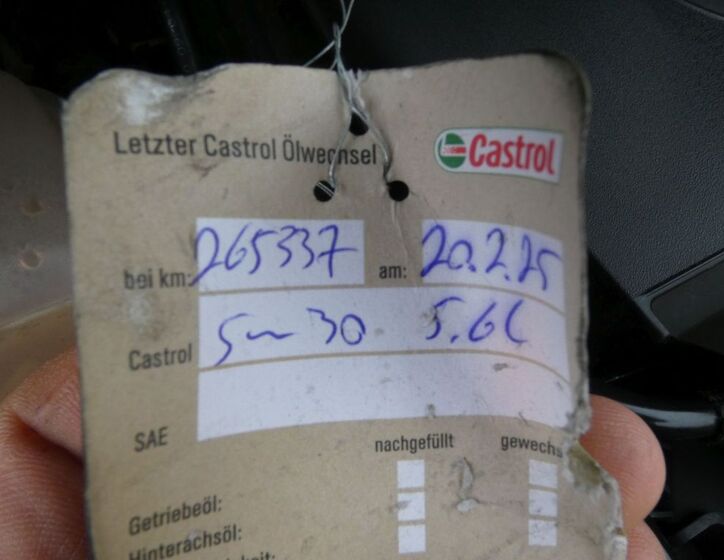 Letzter Castrol Ölwechsel
Castrol
bei km: 265337 am: 20.2.25
Castrol 5w30 5.6L
SAE
nachgefüllt gewechs
Getriebeöl:
Hinterachsöl: